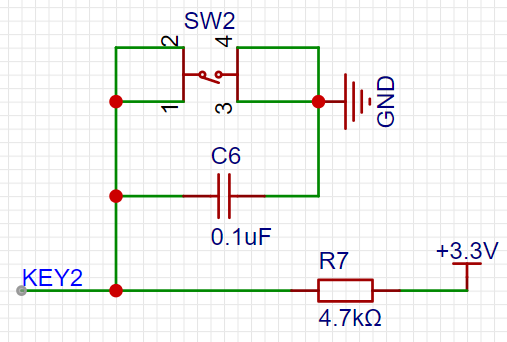 SW2
2
4
1
3
GND
C6
0.1uF
KEY2
R7
4.7kΩ
+3.3V